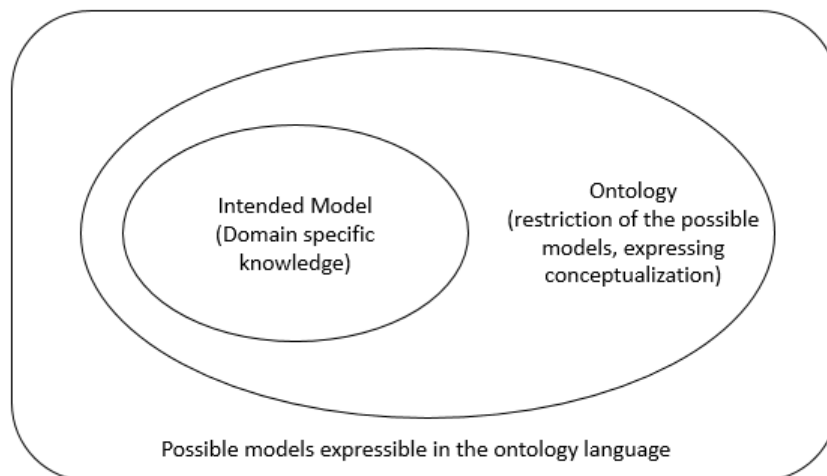 Intended Model
(Domain specific
knowledge)
Ontology
(restriction of the possible
models, expressing
conceptualization)
Possible models expressible in the ontology language